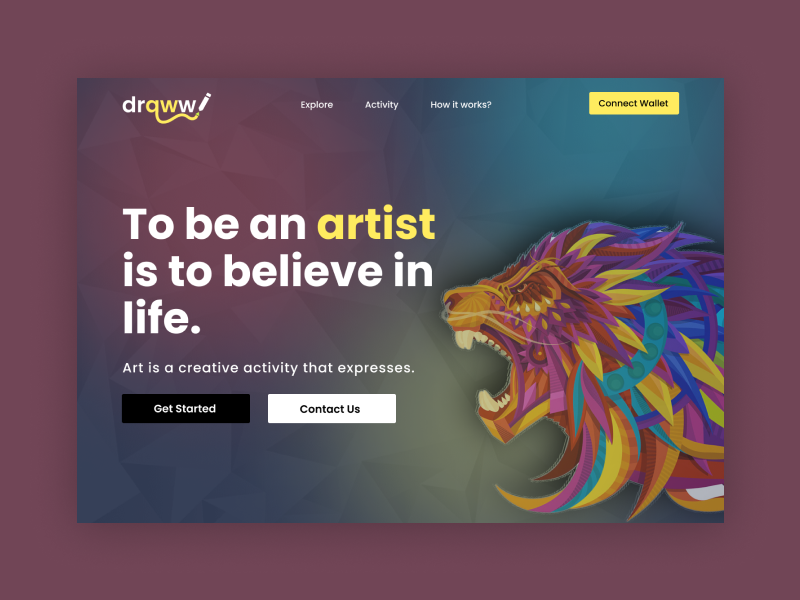 drqww
Explore
Activity
How it works?
Connect Wallet
To be an artist
is to believe in
life.
Art is a creative activity that expresses.
Get Started
Contact Us